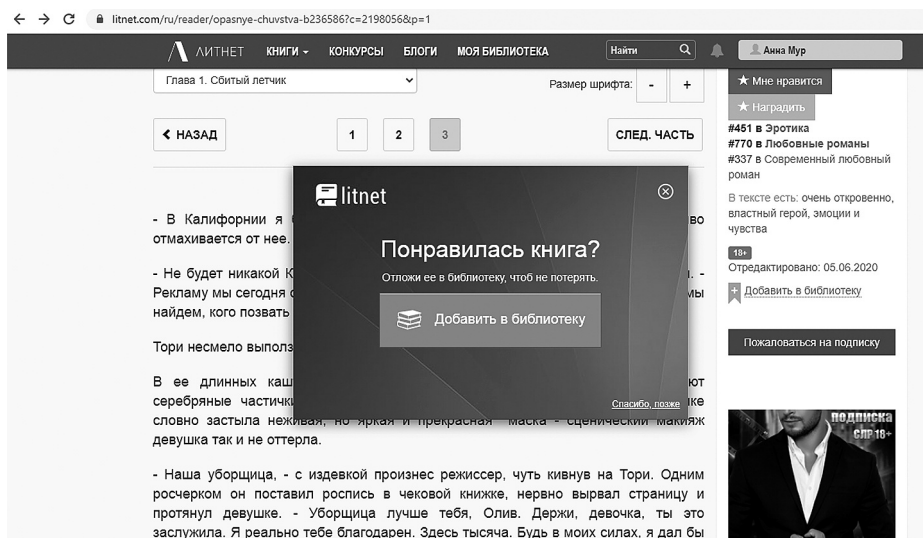 litnet.com/ru/reader/opasnye-chuvstva-b236586?c=2198056&p=1
ЛИТНЕТ КНИГИ КОНКУРСЫ БЛОГИ МОЯ БИБЛИОТЕКА Найти Анна Мур
Глава 1. Сбитый летчик
Размер шрифта: - +
НАЗАД 1 2 3 СЛЕД. ЧАСТЬ
Мне нравится
Наградить
#451 в Эротика
#770 в Любовные романы
#337 в Современный любовный
роман
В тексте есть: очень откровенно,
властный герой, эмоции и
чувства
18+
Отредактировано: 05.06.2020
Добавить в библиотеку
Пожаловаться на подписку
litnet
Понравилась книга?
Отложи ее в библиотеку, чтоб не потерять.
Добавить в библиотеку
Спасибо, позже
- В Калифорнии я
отмахивается от нее.
- Не будет никакой К
Рекламу мы сегодня
найдем, кого позвать
Тори несмело выполз
В ее длинных каш
серебряные частички
словно застыла неживая, но яркая и прекрасная маска - сценический макияж
девушка так и не оттерла.
- Наша уборщица, - с издевкой произнес режиссер, чуть кивнув на Тори. Одним
росчерком он поставил роспись в чековой книжке, нервно вырвал страницу и
протянул девушке. - Уборщица лучше тебя, Олив. Держи, девочка, ты это
заслужила. Я реально тебе благодарен. Здесь тысяча. Будь в моих силах, я дал бы
подписка
СЛР 18+